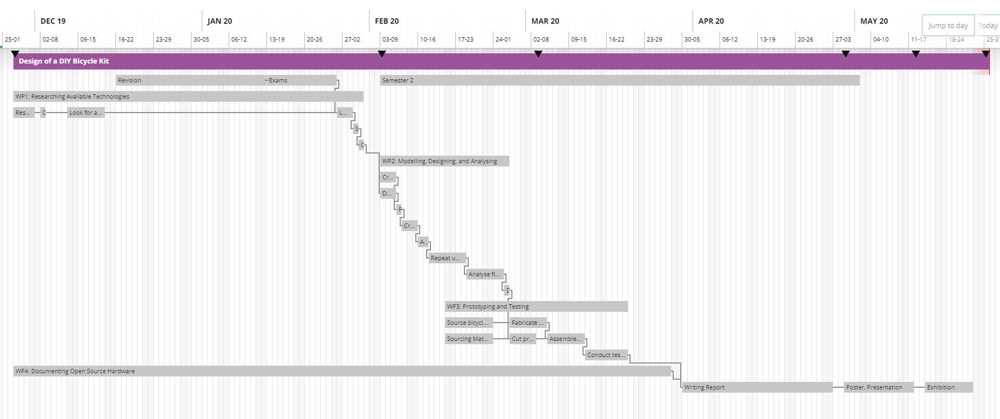 DEC 19 JAN 20 FEB 20 MAR 20 APR 20 MAY 20
Jump to day Today
25-01 02-08 09-15 16-22 23-29 30-05 06-12 13-19 20-26 27-02 03-09 10-16 17-23 24-01 02-08 09-15 16-22 23-29 30-05 06-12 13-19 20-26 27-03 04-10 11-17 18-24 25-31
Design of a DIY Bicycle Kit
Revision Exams Semester 2
WP1: Researching Available Technologies
Res... C Look for a... L...
S
C
WP2: Modelling, Designing, and Analysing
Cr...
D...
P
Cr...
A...
Repeat u...
Analyse fi...
D
WP3: Prototyping and Testing
Source bicycl... Fabricate ...
Sourcing Mat... Cut pr... Assemble...
Conduct tes...
WP4: Documenting Open Source Hardware
Writing Report Poster, Presentation Exhibition